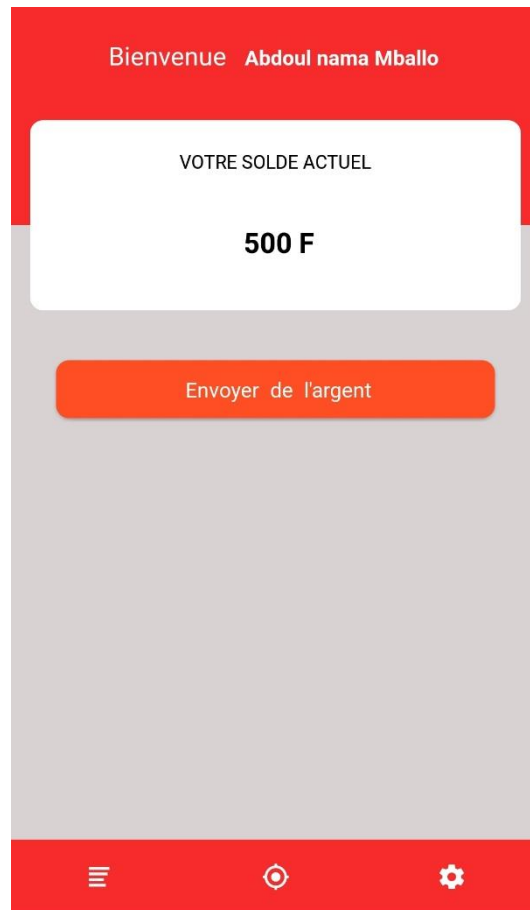 Bienvenue Abdoul nama Mballo
VOTRE SOLDE ACTUEL
500 F
Envoyer de l'argent